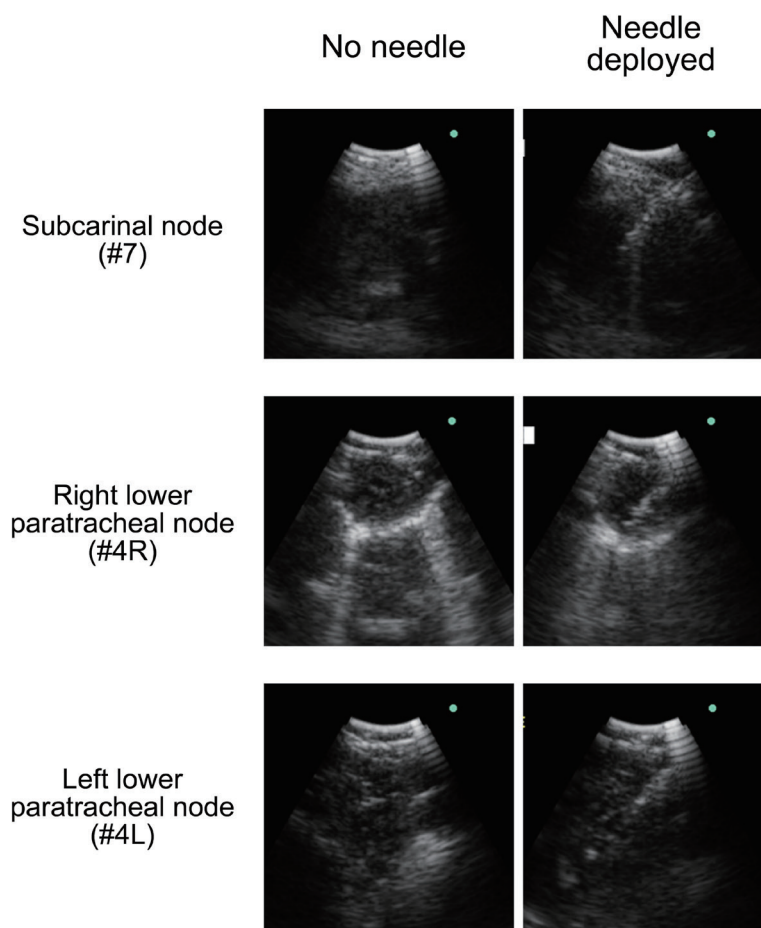 No needle
Needle
deployed
Subcarinal node
(#7)
Right lower
paratracheal node
(#4R)
Left lower
paratracheal node
(#4L)